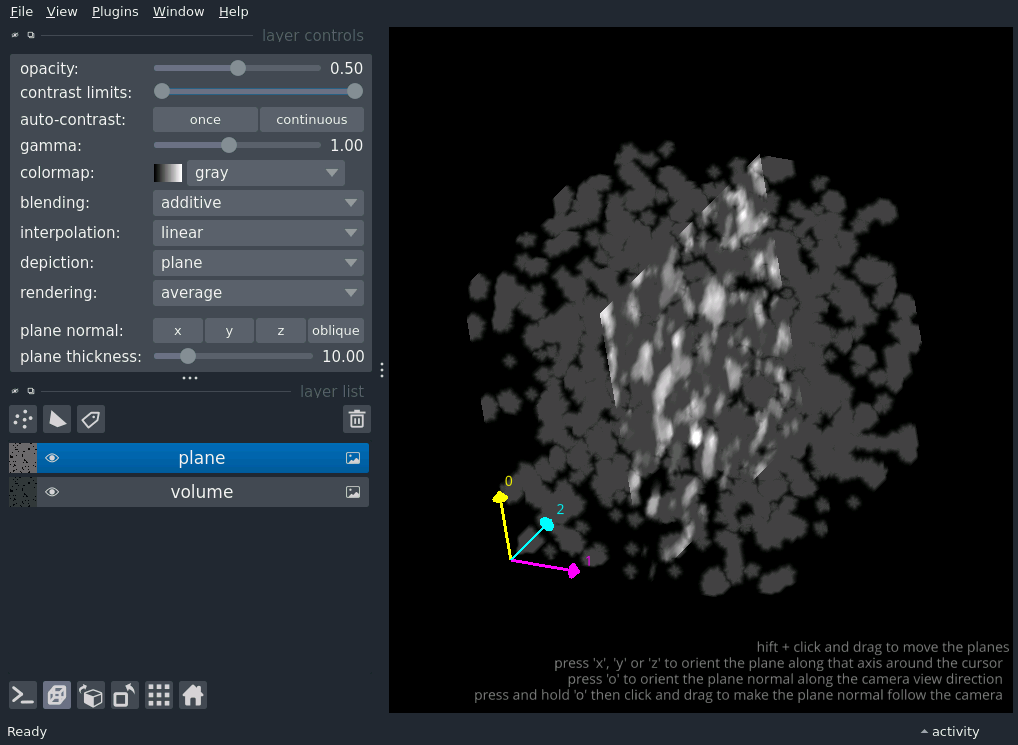 File View Plugins Window Help
layer controls
opacity: 0.50
contrast limits:
auto-contrast: once continuous
gamma: 1.00
colormap: gray
blending: additive
interpolation: linear
depiction: plane
rendering: average
plane normal: x y z oblique
plane thickness: 10.00
layer list
plane
volume
0
2
1
hift + click and drag to move the planes
press 'x', 'y' or 'z' to orient the plane along that axis around the cursor
press 'o' to orient the plane normal along the camera view direction
press and hold 'o' then click and drag to make the plane normal follow the camera
Ready
activity